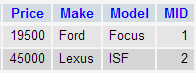 Price Make Model MID
19500 Ford Focus 1
45000 Lexus ISF 2